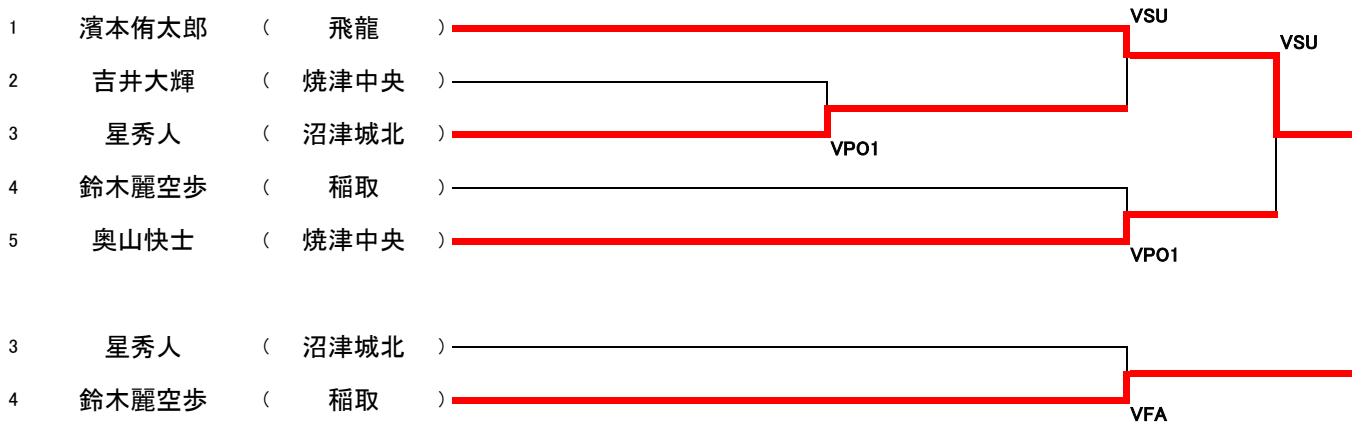 VSU
1 濱本侑太郎 ( 飛龍 )
VSU
2 吉井大輝 ( 焼津中央 )
3 星秀人 ( 沼津城北 )
VPO1
4 鈴木麗空歩 ( 稲取 )
5 奥山快士 ( 焼津中央 )
VPO1
3 星秀人 ( 沼津城北 )
4 鈴木麗空歩 ( 稲取 )
VFA